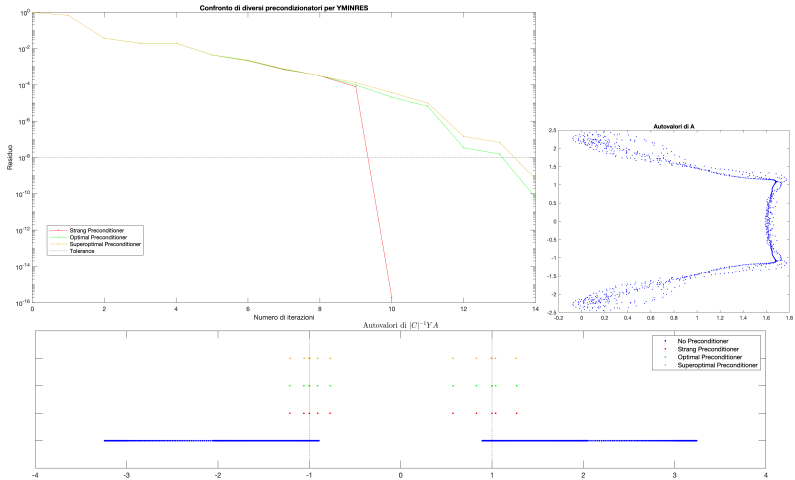 Confronto di diversi precondizionatori per YMINRES
10^0
10^-2
10^-4
10^-6
10^-8
10^-10
10^-12
10^-14
10^-16
Residuo
Strang Preconditioner
Optimal Preconditioner
Superoptimal Preconditioner
Tolerance
0 2 4 6 8 10 12 14
Numero di iterazioni
Autovalori di A
2.5
2
1.5
1
0.5
0
-0.5
-1
-1.5
-2
-2.5
-0.2 0 0.2 0.4 0.6 0.8 1 1.2 1.4 1.6 1.8
Autovalori di |C|^-1YA
No Preconditioner
Strang Preconditioner
Optimal Preconditioner
Superoptimal Preconditioner
-4 -3 -2 -1 0 1 2 3 4